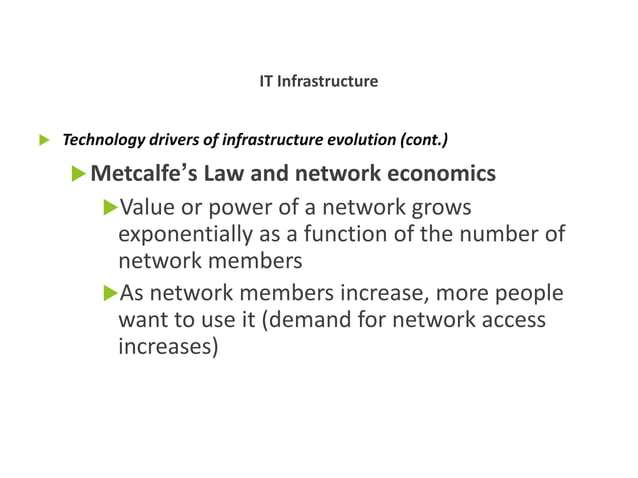 IT Infrastructure
Technology drivers of infrastructure evolution (cont.)
Metcalfe’s Law and network economics
Value or power of a network grows
exponentially as a function of the number of
network members
As network members increase, more people
want to use it (demand for network access
increases)